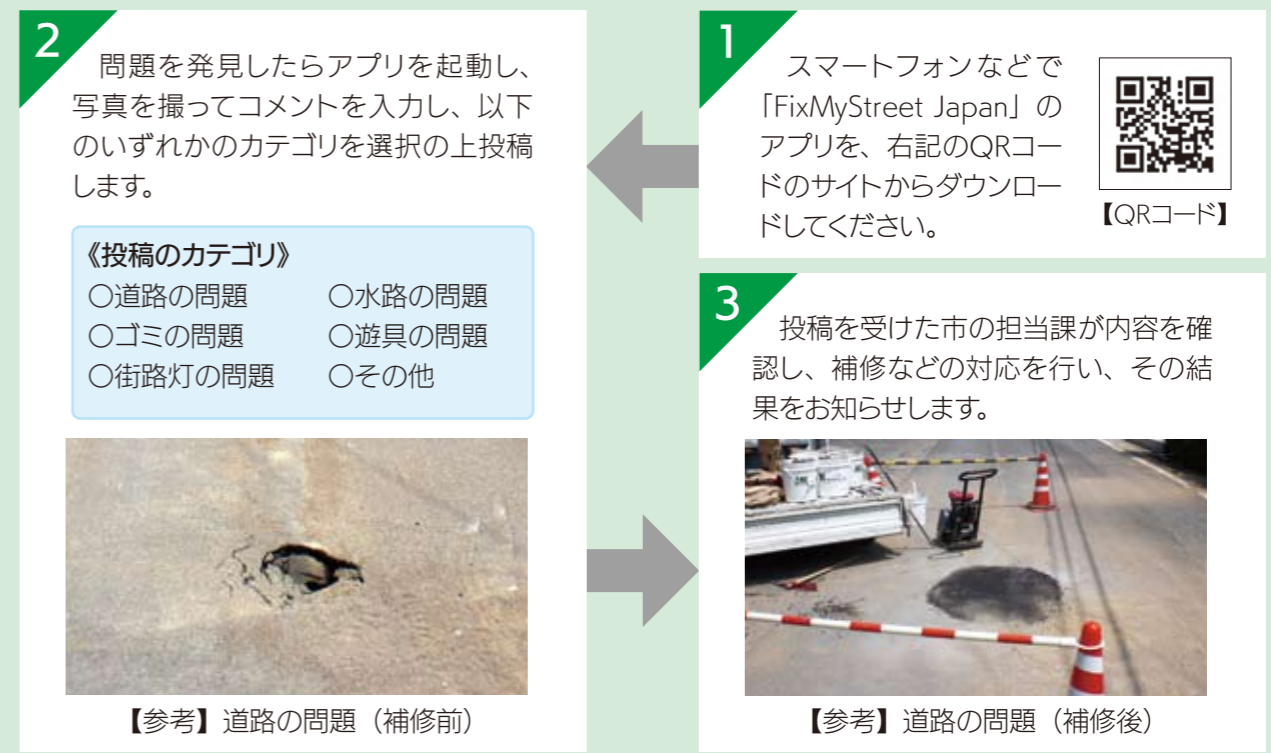 1
スマートフォンなどで
「FixMyStreet Japan」の
アプリを、右記のQRコー
ドのサイトからダウンロー
ドしてください。
【QRコード】
2
問題を発見したらアプリを起動し、
写真を撮ってコメントを入力し、以下
のいずれかのカテゴリを選択の上投稿
します。
《投稿のカテゴリ》
○道路の問題 ○水路の問題
○ゴミの問題 ○遊具の問題
○街路灯の問題 ○その他
【参考】道路の問題（補修前）
3
投稿を受けた市の担当課が内容を確
認し、補修などの対応を行い、その結
果をお知らせします。
【参考】道路の問題（補修後）